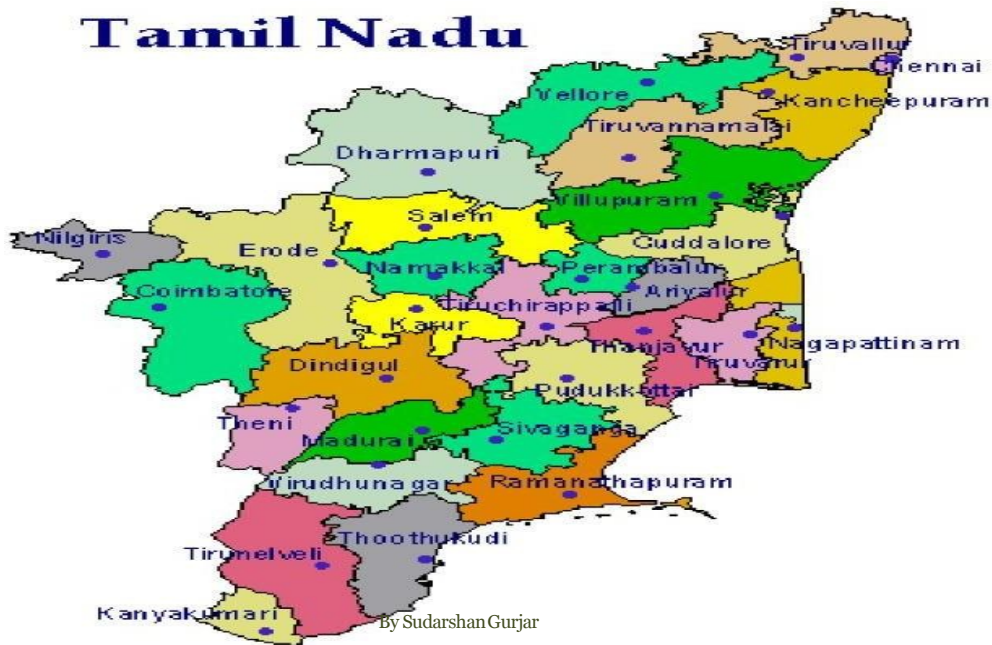 Tamil Nadu
Tiruvallur
Chennai
Vellore
Kancheepuram
Tiruvannamalai
Dharmapuri
Villupuram
Salem
Nilgiris
Erode
Cuddalore
Namakkal
Perambalur
Coimbatore
Tiruchirappalli
Ariyalur
Karur
Thanjavur
Nagapattinam
Tiruvarur
Dindigul
Pudukkottai
Theni
Madurai
Sivaganga
Virudhunagar
Ramanathapuram
Thoothukudi
Tirunelveli
Kanyakumari
By Sudarshan Gurjar